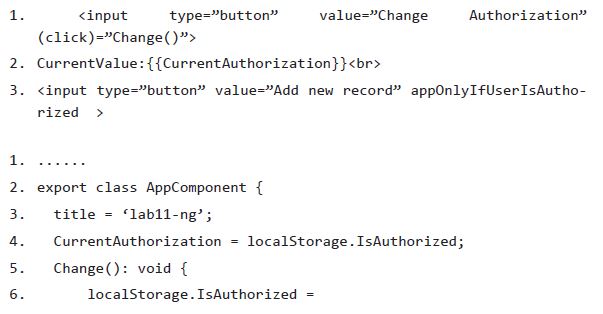 1. <input type=”button” value=”Change Authorization”
(click)=”Change()”>
2. CurrentValue:{{CurrentAuthorization}}<br>
3. <input type=”button” value=”Add new record” appOnlyIfUserIsAutho-
rized >
1. ......
2. export class AppComponent {
3. title = ‘lab11-ng’;
4. CurrentAuthorization = localStorage.IsAuthorized;
5. Change(): void {
6. localStorage.IsAuthorized =